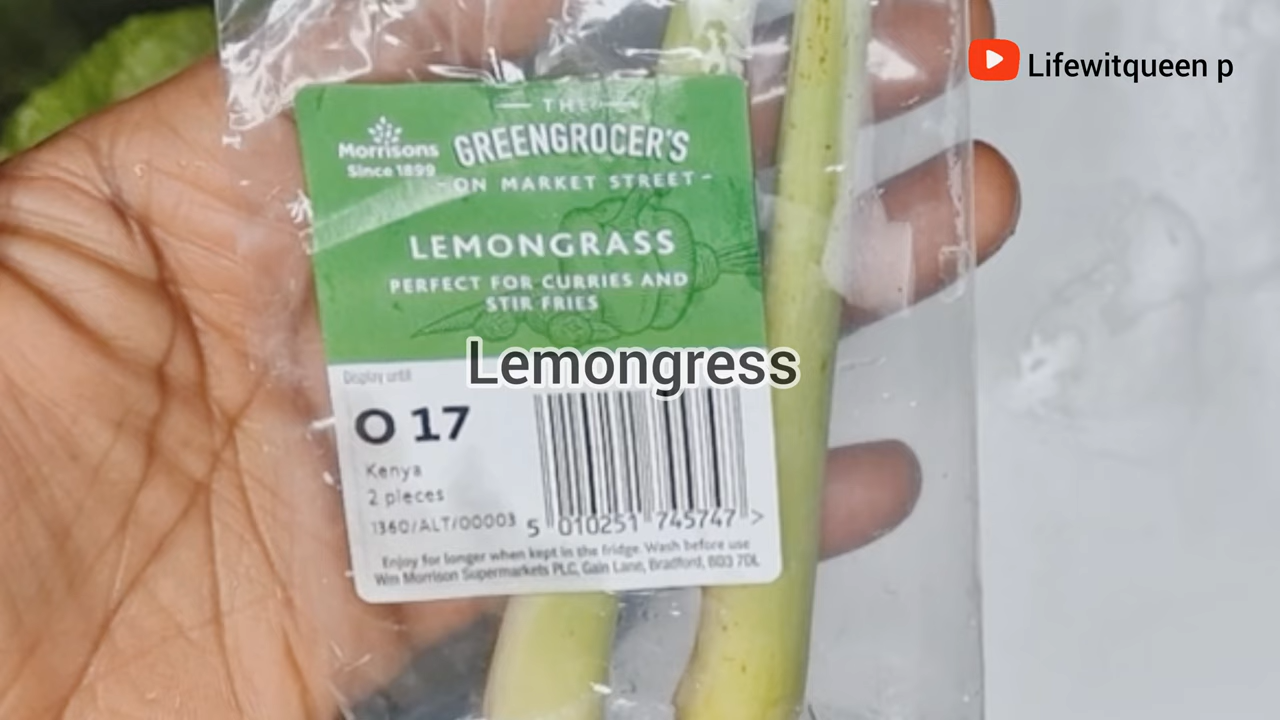 Lifewitqueen p
THE
Morrisons
Since 1899
GREENGROCER'S
ON MARKET STREET
LEMONGRASS
PERFECT FOR CURRIES AND
STIR FRIES
Lemongress
Display until
O 17
Kenya
2 pieces
1360/ALT/00003
5 010251 745747 >
Enjoy for longer when kept in the fridge. Wash before use
Wm Morrison Supermarkets PLC, Gain Lane, Bradford, BD3 7DL